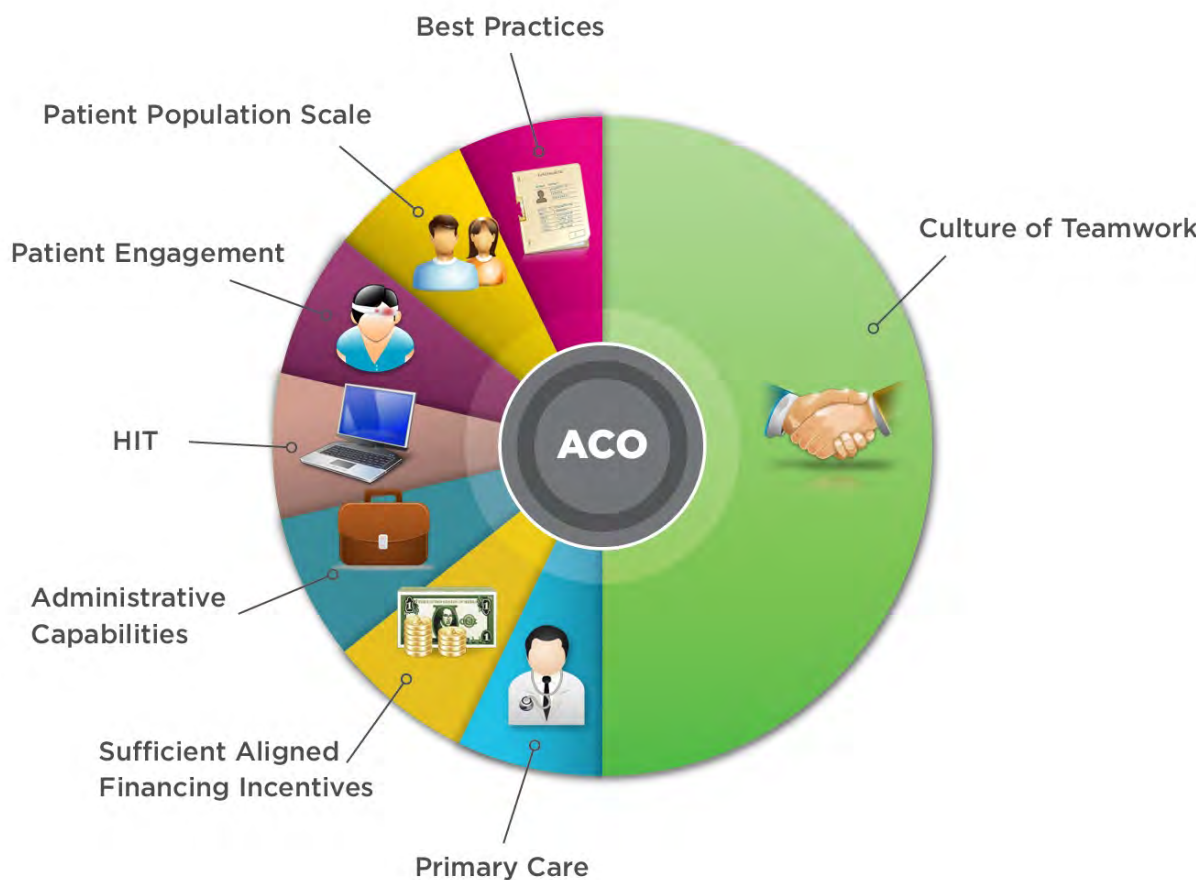 Best Practices
Patient Population Scale
Culture of Teamwork
Patient Engagement
HIT
ACO
Administrative
Capabilities
Sufficient Aligned
Financing Incentives
Primary Care